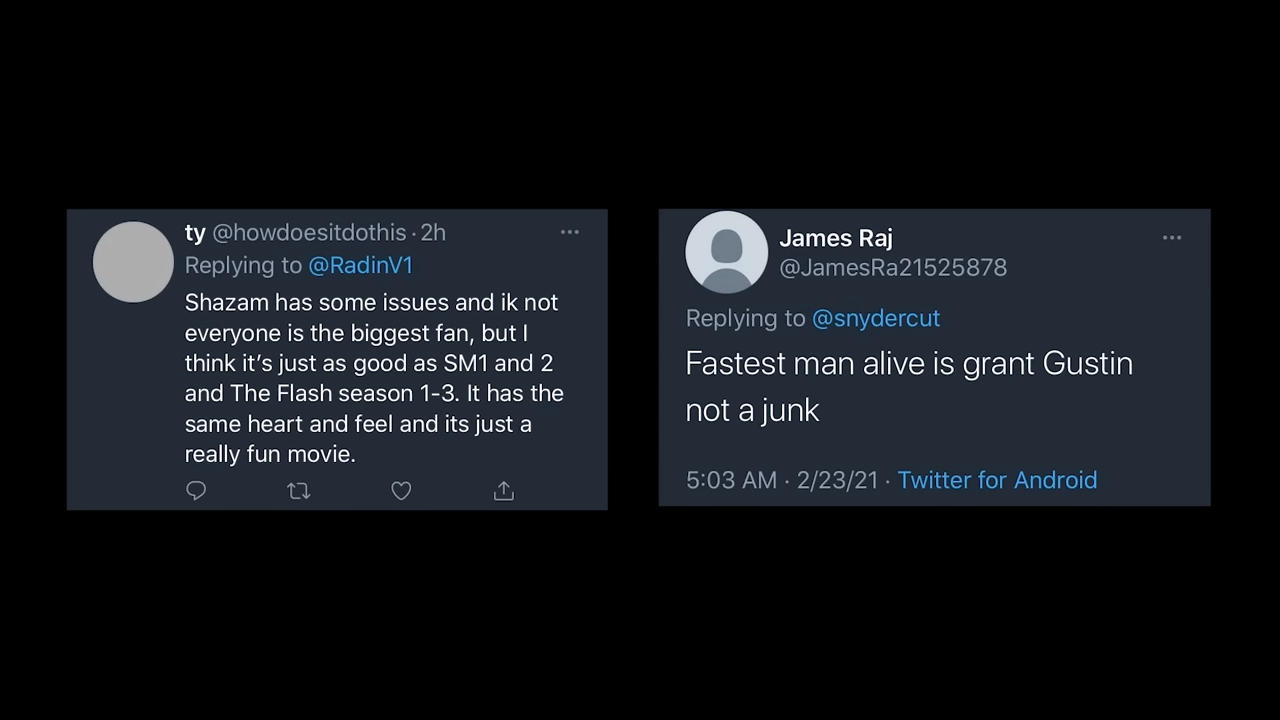 ty @howdoesitdothis · 2h
Replying to @RadinV1
Shazam has some issues and ik not
everyone is the biggest fan, but I
think it’s just as good as SM1 and 2
and The Flash season 1-3. It has the
same heart and feel and its just a
really fun movie.
James Raj
@JamesRa21525878
Replying to @snydercut
Fastest man alive is grant Gustin
not a junk
5:03 AM · 2/23/21 · Twitter for Android